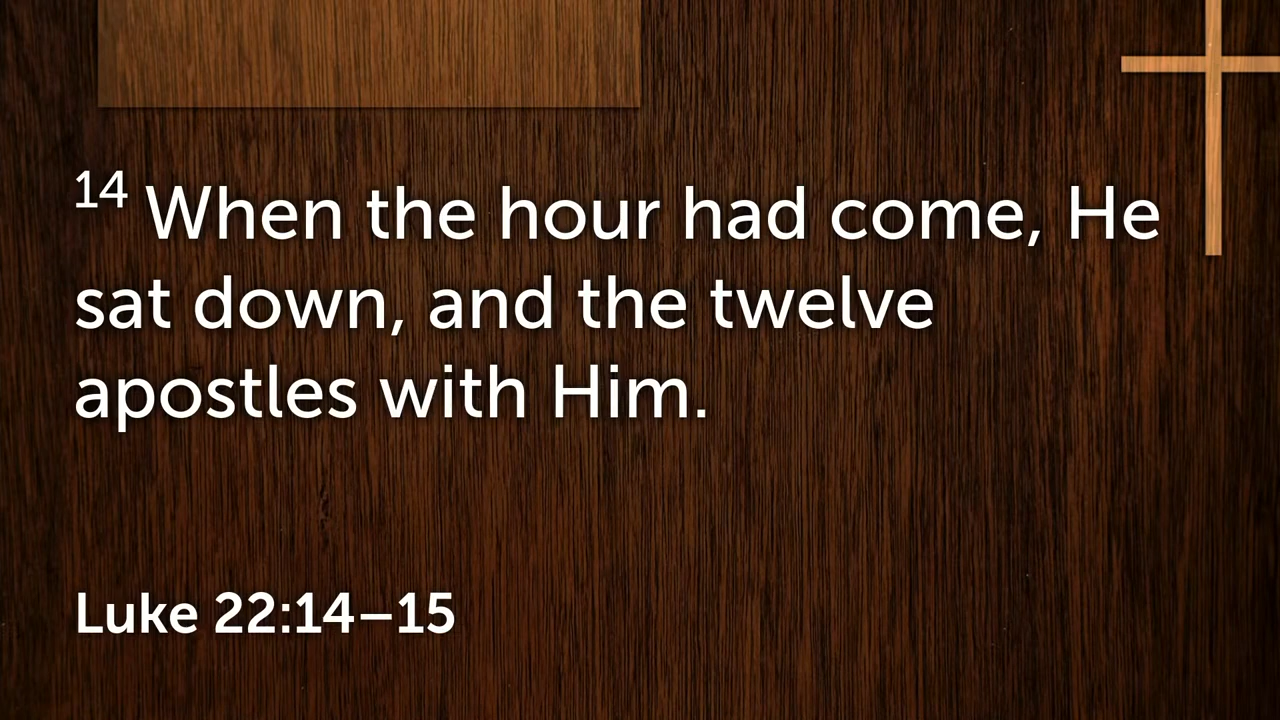 14 When the hour had come, He
sat down, and the twelve
apostles with Him.
Luke 22:14–15